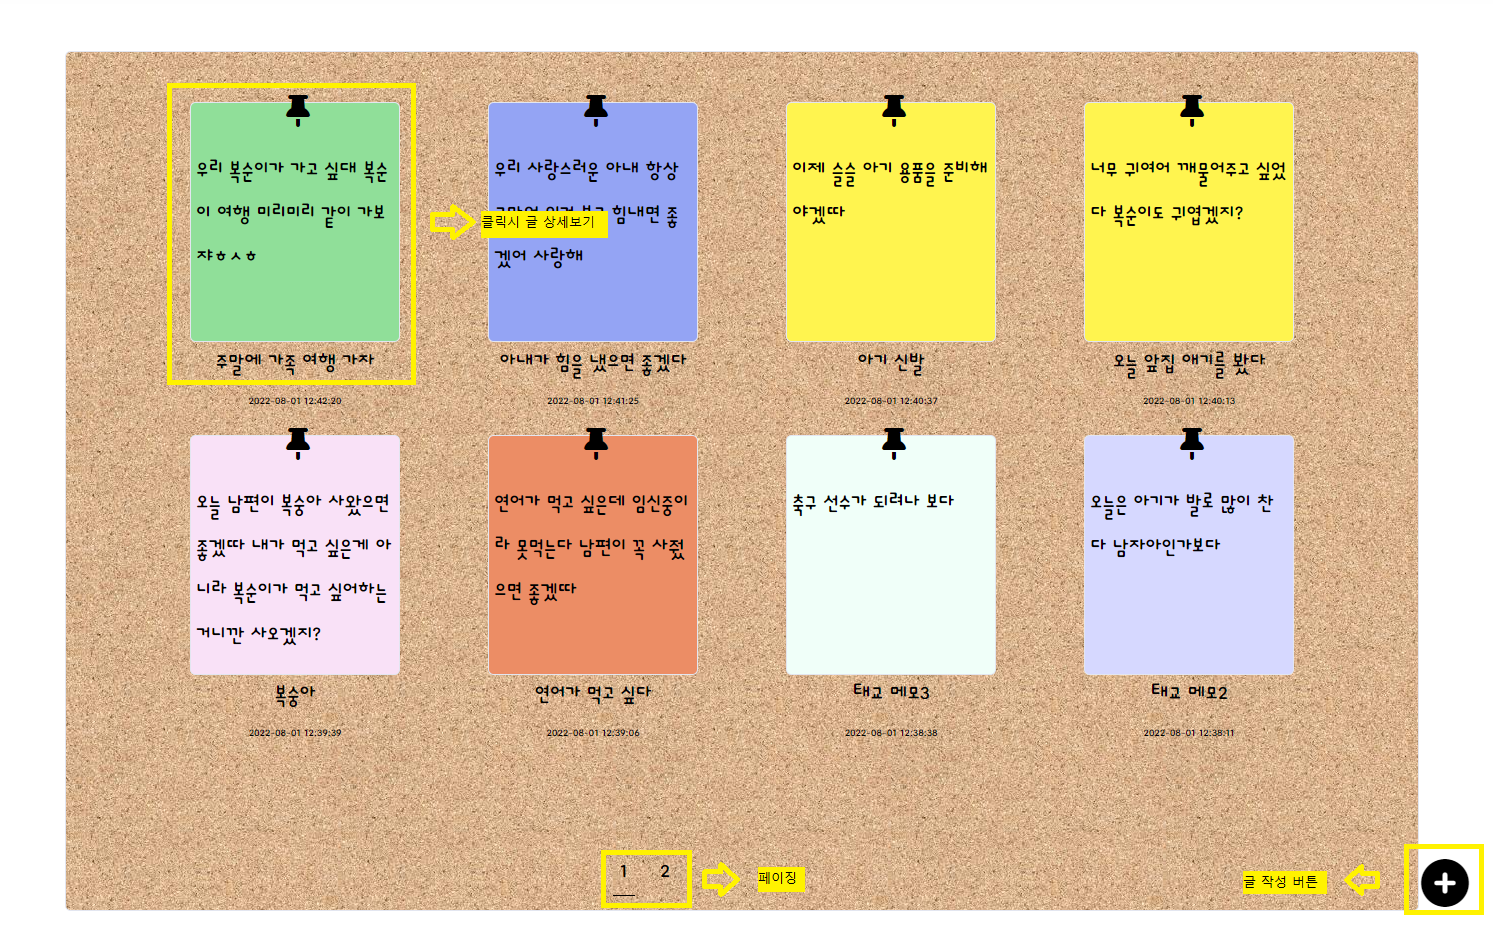 우리 복순이가 가고 싶대 복순
이 여행 미리미리 같이 가보
쟈ㅎㅅㅎ
주말에 가족 여행 가자
2022-08-01 12:42:20
클릭시 글 상세보기
우리 사랑스러운 아내 항상
힘내면 좋
겠어 사랑해
아내가 힘을 냈으면 좋겠다
2022-08-01 12:41:25
이제 슬슬 아기 용품을 준비해
야겠따
아기 신발
2022-08-01 12:40:37
너무 귀여어 깨물어주고 싶었
다 복순이도 귀엽겠지?
오늘 앞집 애기를 봤다
2022-08-01 12:40:13
오늘 남편이 복숭아 사왔으면
좋겠따 내가 먹고 싶은게 아
니라 복순이가 먹고 싶어하는
거니깐 사오겠지?
복숭아
2022-08-01 12:39:39
연어가 먹고 싶은데 임신중이
라 못먹는다 남편이 꼭 사줬
으면 좋겠따
연어가 먹고 싶다
2022-08-01 12:39:06
축구 선수가 되려나 보다
태교 메모3
2022-08-01 12:38:38
오늘은 아기가 발로 많이 찬
다 남자아인가보다
태교 메모2
2022-08-01 12:38:11
1 2
페이징
글 작성 버튼